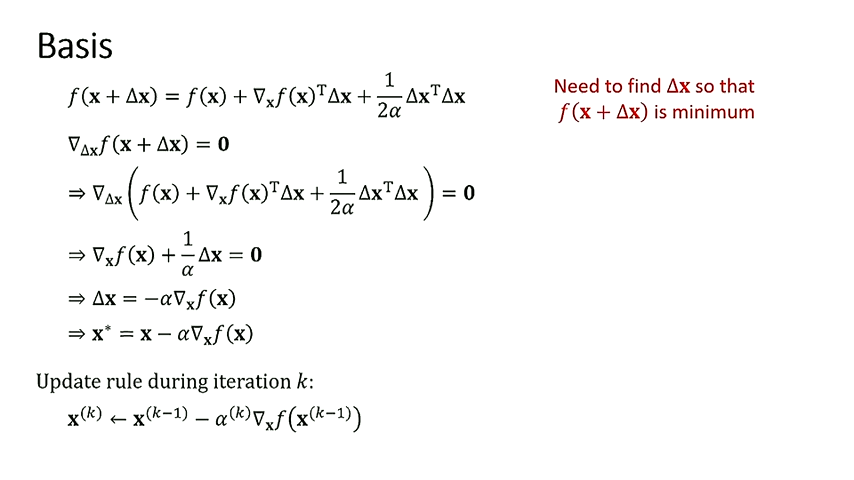 Basis
f(x + Δx) = f(x) + ∇ₓf(x)ᵀΔx + 1/(2α) ΔxᵀΔx
Need to find Δx so that
f(x + Δx) is minimum
∇_Δx f(x + Δx) = 0
⇒ ∇_Δx (f(x) + ∇ₓf(x)ᵀΔx + 1/(2α) ΔxᵀΔx) = 0
⇒ ∇ₓf(x) + 1/α Δx = 0
⇒ Δx = −α∇ₓf(x)
⇒ x* = x − α∇ₓf(x)
Update rule during iteration k:
x⁽ᵏ⁾ ← x⁽ᵏ⁻¹⁾ − α⁽ᵏ⁾∇ₓf(x⁽ᵏ⁻¹⁾)